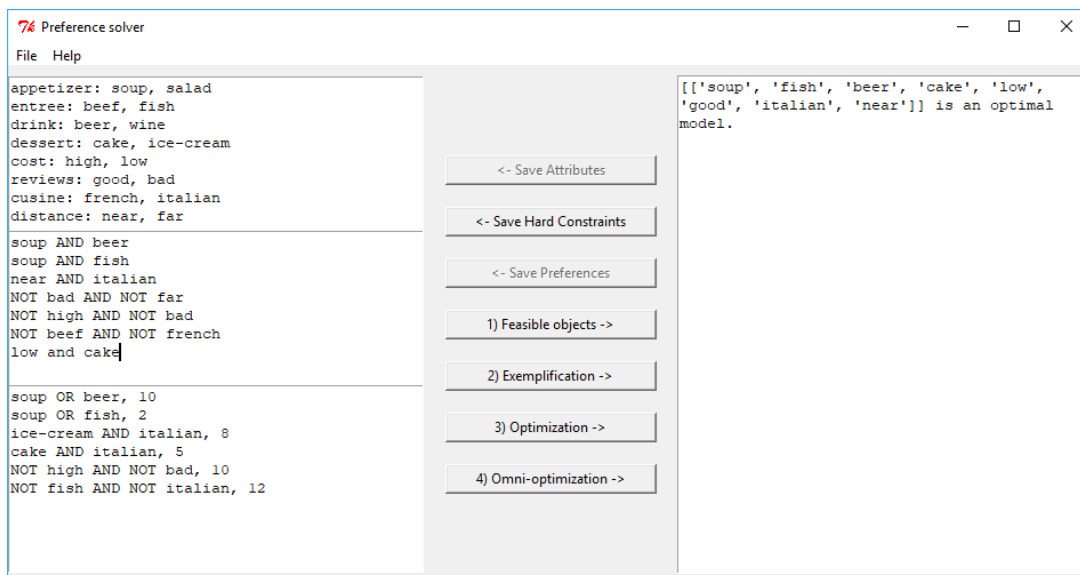 Preference solver
File Help
appetizer: soup, salad
entree: beef, fish
drink: beer, wine
dessert: cake, ice-cream
cost: high, low
reviews: good, bad
cusine: french, italian
distance: near, far
soup AND beer
soup AND fish
near AND italian
NOT bad AND NOT far
NOT high AND NOT bad
NOT beef AND NOT french
low and cake
soup OR beer, 10
soup OR fish, 2
ice-cream AND italian, 8
cake AND italian, 5
NOT high AND NOT bad, 10
NOT fish AND NOT italian, 12
<- Save Attributes
<- Save Hard Constraints
<- Save Preferences
1) Feasible objects ->
2) Exemplification ->
3) Optimization ->
4) Omni-optimization ->
[['soup', 'fish', 'beer', 'cake', 'low',
'good', 'italian', 'near']] is an optimal
model.